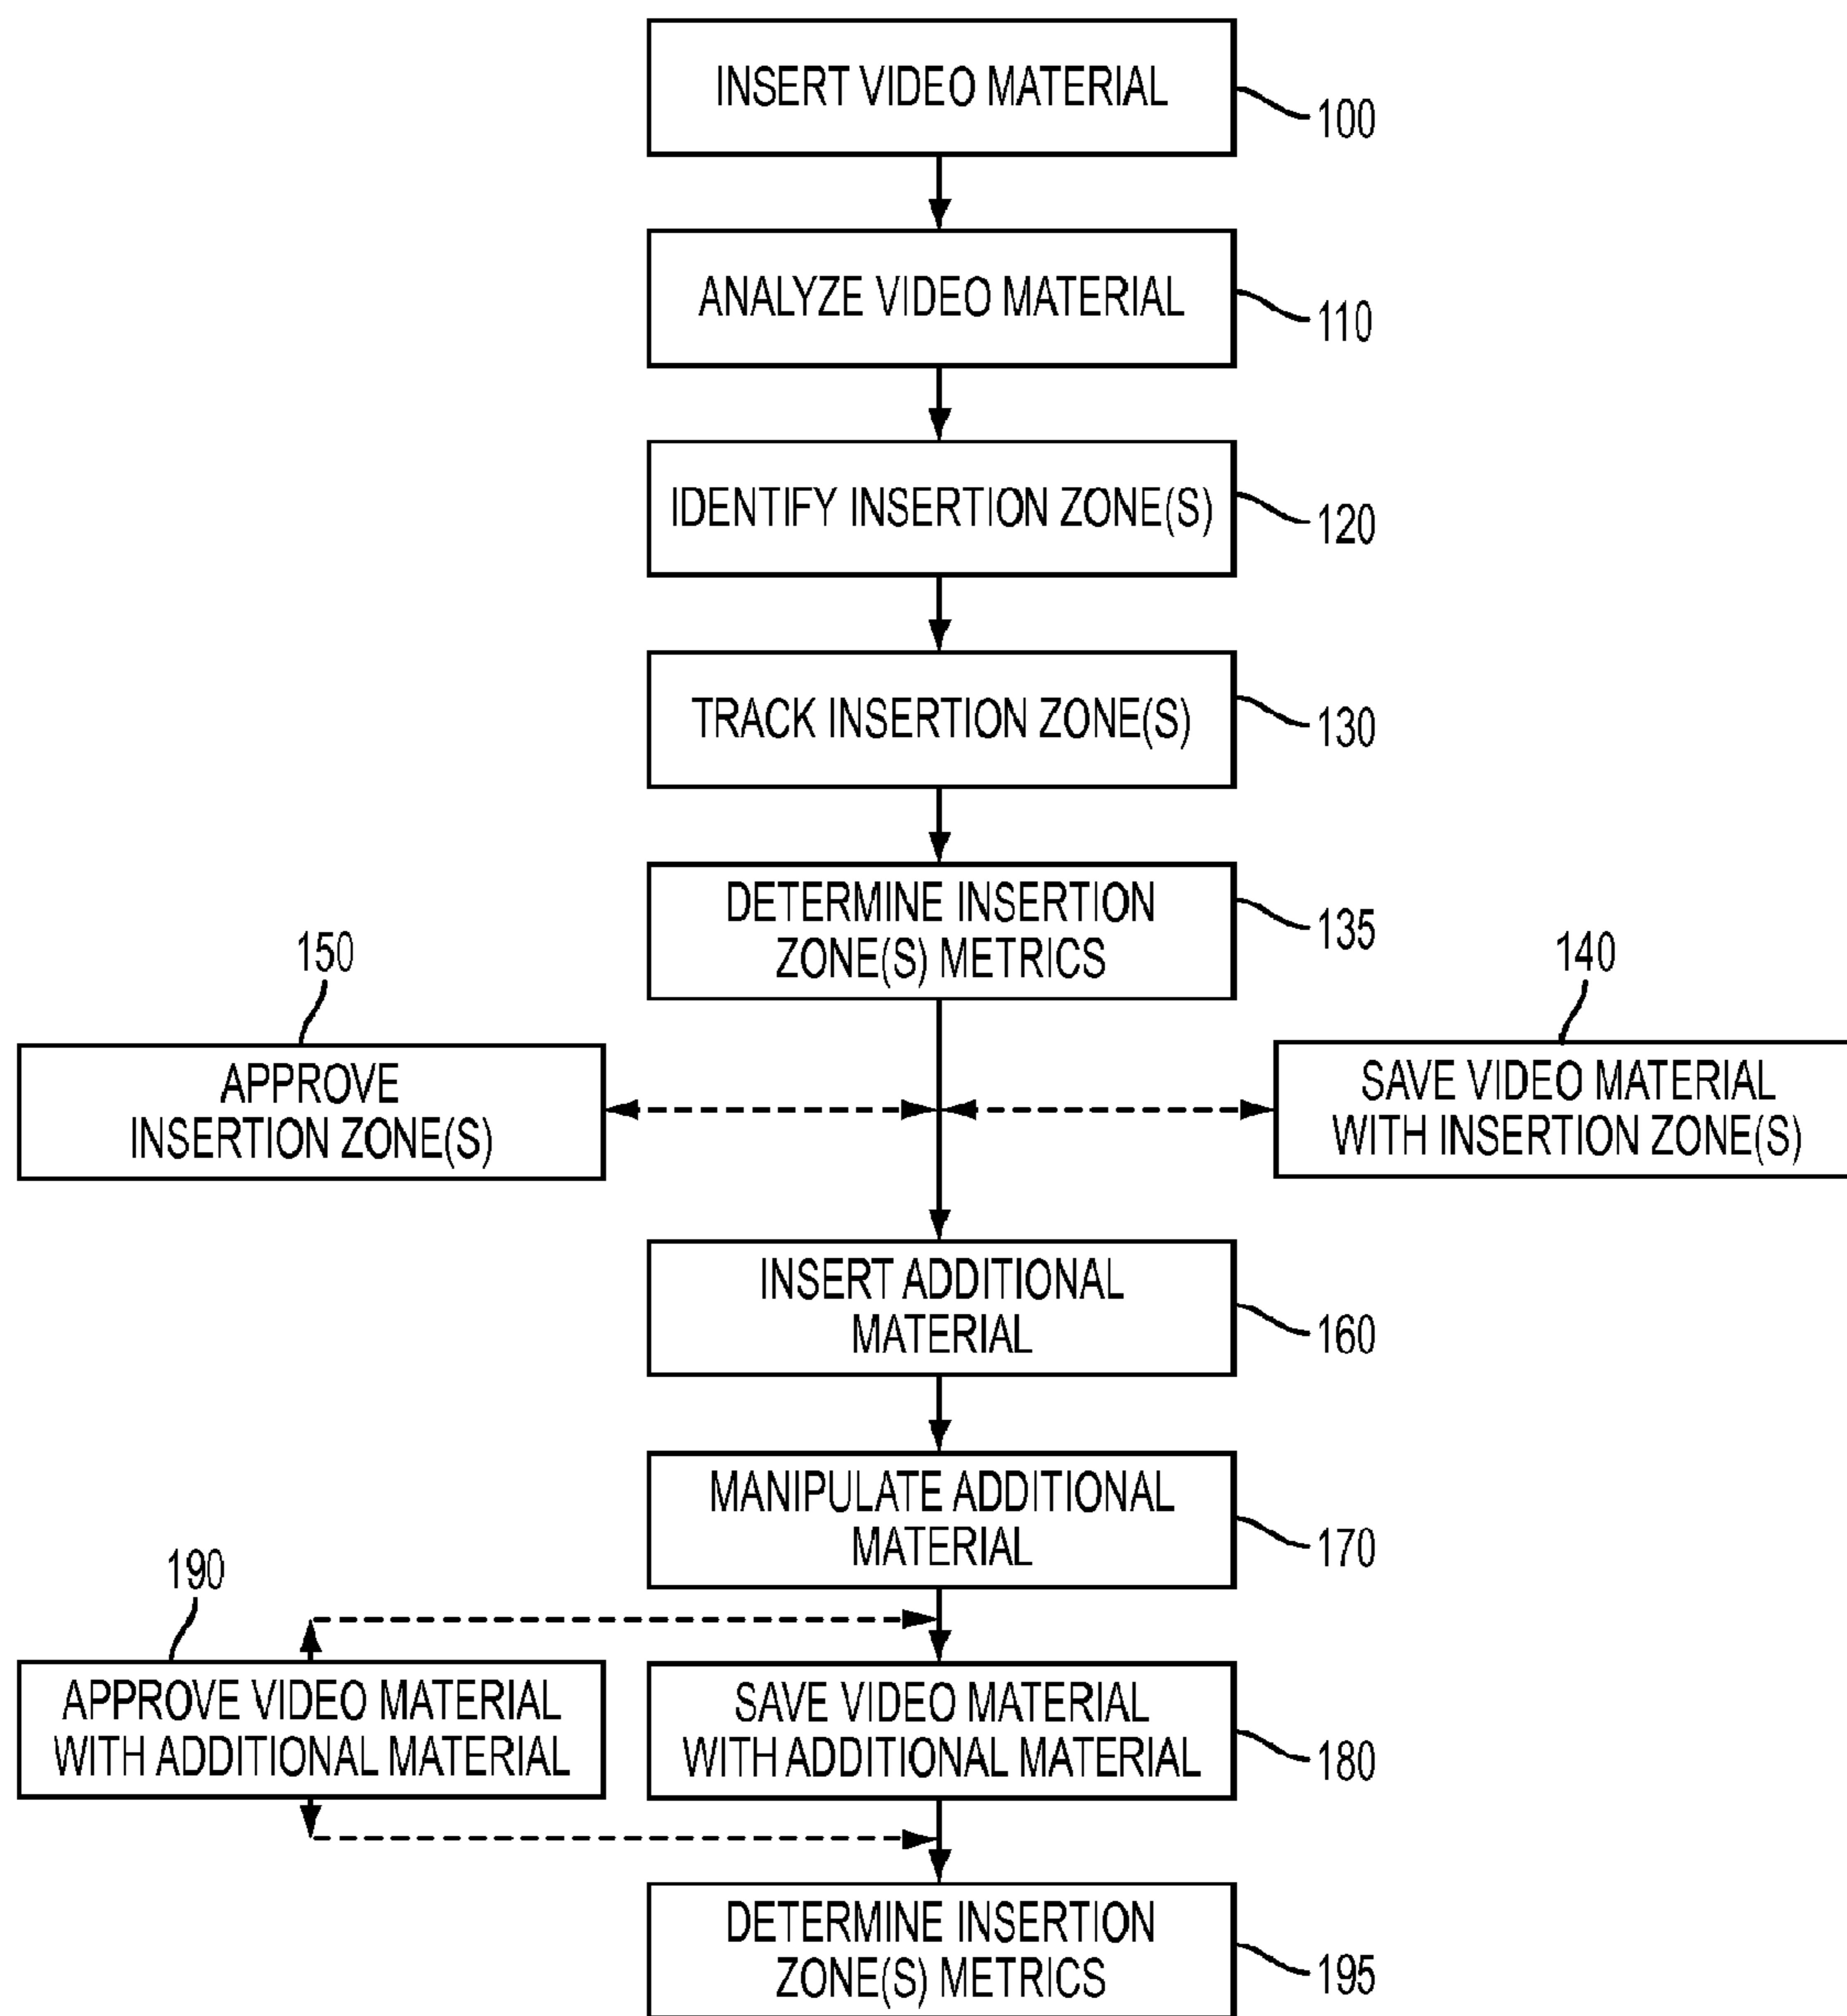 INSERT VIDEO MATERIAL
100
ANALYZE VIDEO MATERIAL
110
IDENTIFY INSERTION ZONE(S)
120
TRACK INSERTION ZONE(S)
130
DETERMINE INSERTION
ZONE(S) METRICS
135
150
APPROVE
INSERTION ZONE(S)
140
SAVE VIDEO MATERIAL
WITH INSERTION ZONE(S)
INSERT ADDITIONAL
MATERIAL
160
MANIPULATE ADDITIONAL
MATERIAL
170
190
APPROVE VIDEO MATERIAL
WITH ADDITIONAL MATERIAL
SAVE VIDEO MATERIAL
WITH ADDITIONAL MATERIAL
180
DETERMINE INSERTION
ZONE(S) METRICS
195